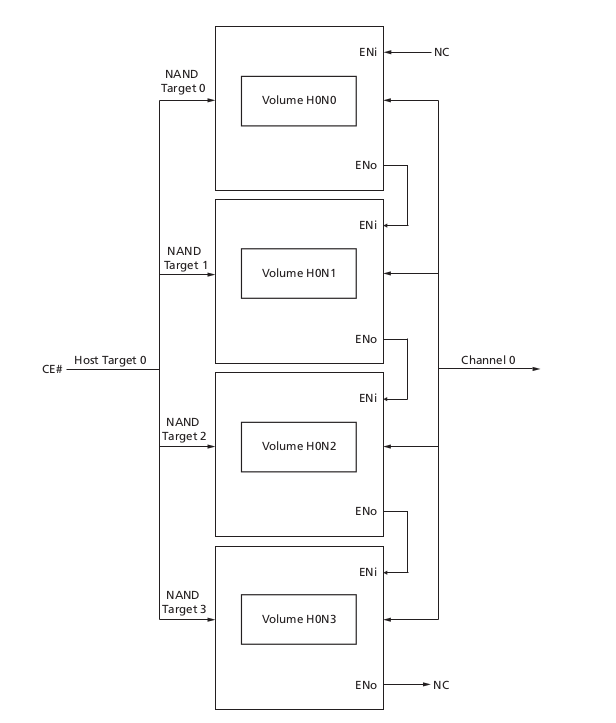 ENi
NC
NAND
Target 0
Volume H0N0
ENo
ENi
NAND
Target 1
Volume H0N1
ENo
CE#
Host Target 0
Channel 0
ENi
NAND
Target 2
Volume H0N2
ENo
ENi
NAND
Target 3
Volume H0N3
ENo
NC